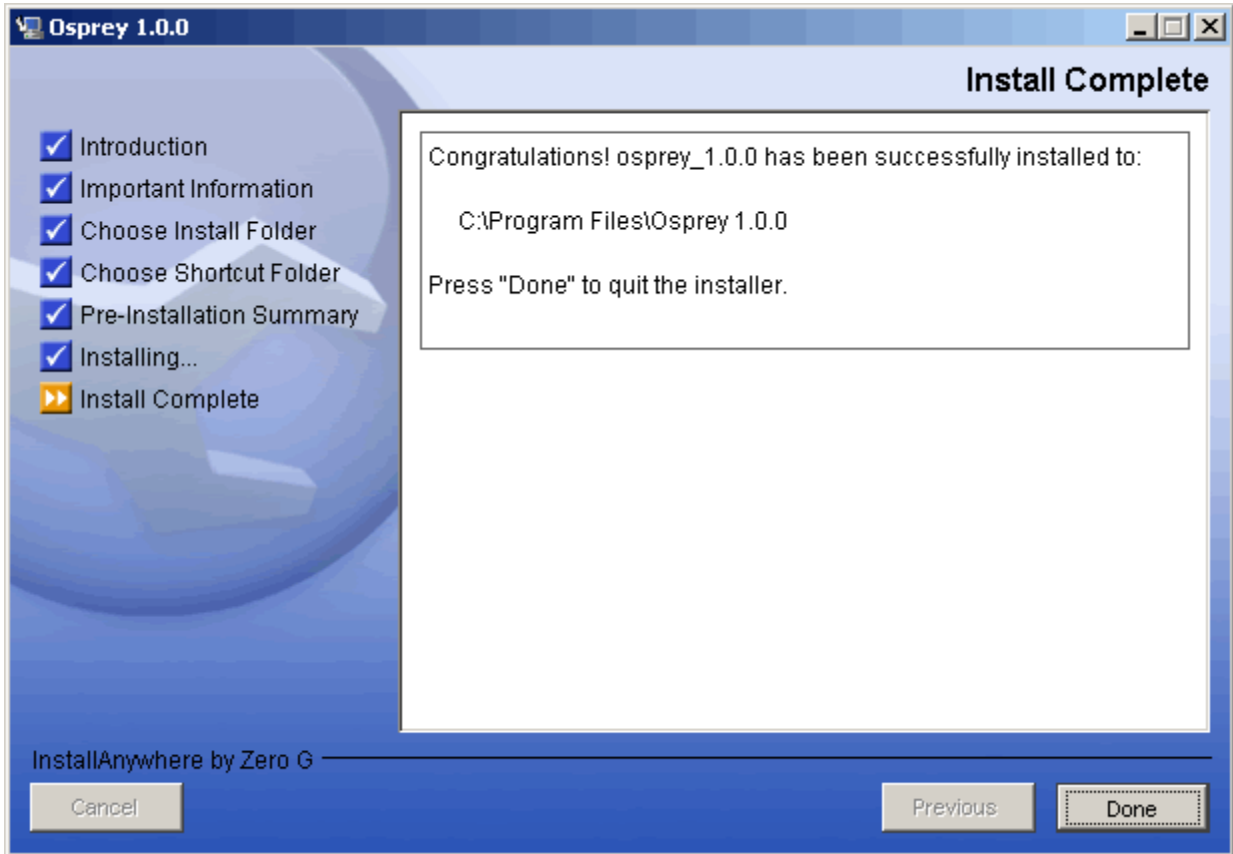 Osprey 1.0.0
Install Complete
Introduction
Important Information
Choose Install Folder
Choose Shortcut Folder
Pre-Installation Summary
Installing...
Install Complete
Congratulations! osprey_1.0.0 has been successfully installed to:
C:\Program Files\Osprey 1.0.0
Press "Done" to quit the installer.
InstallAnywhere by Zero G
Cancel
Previous
Done